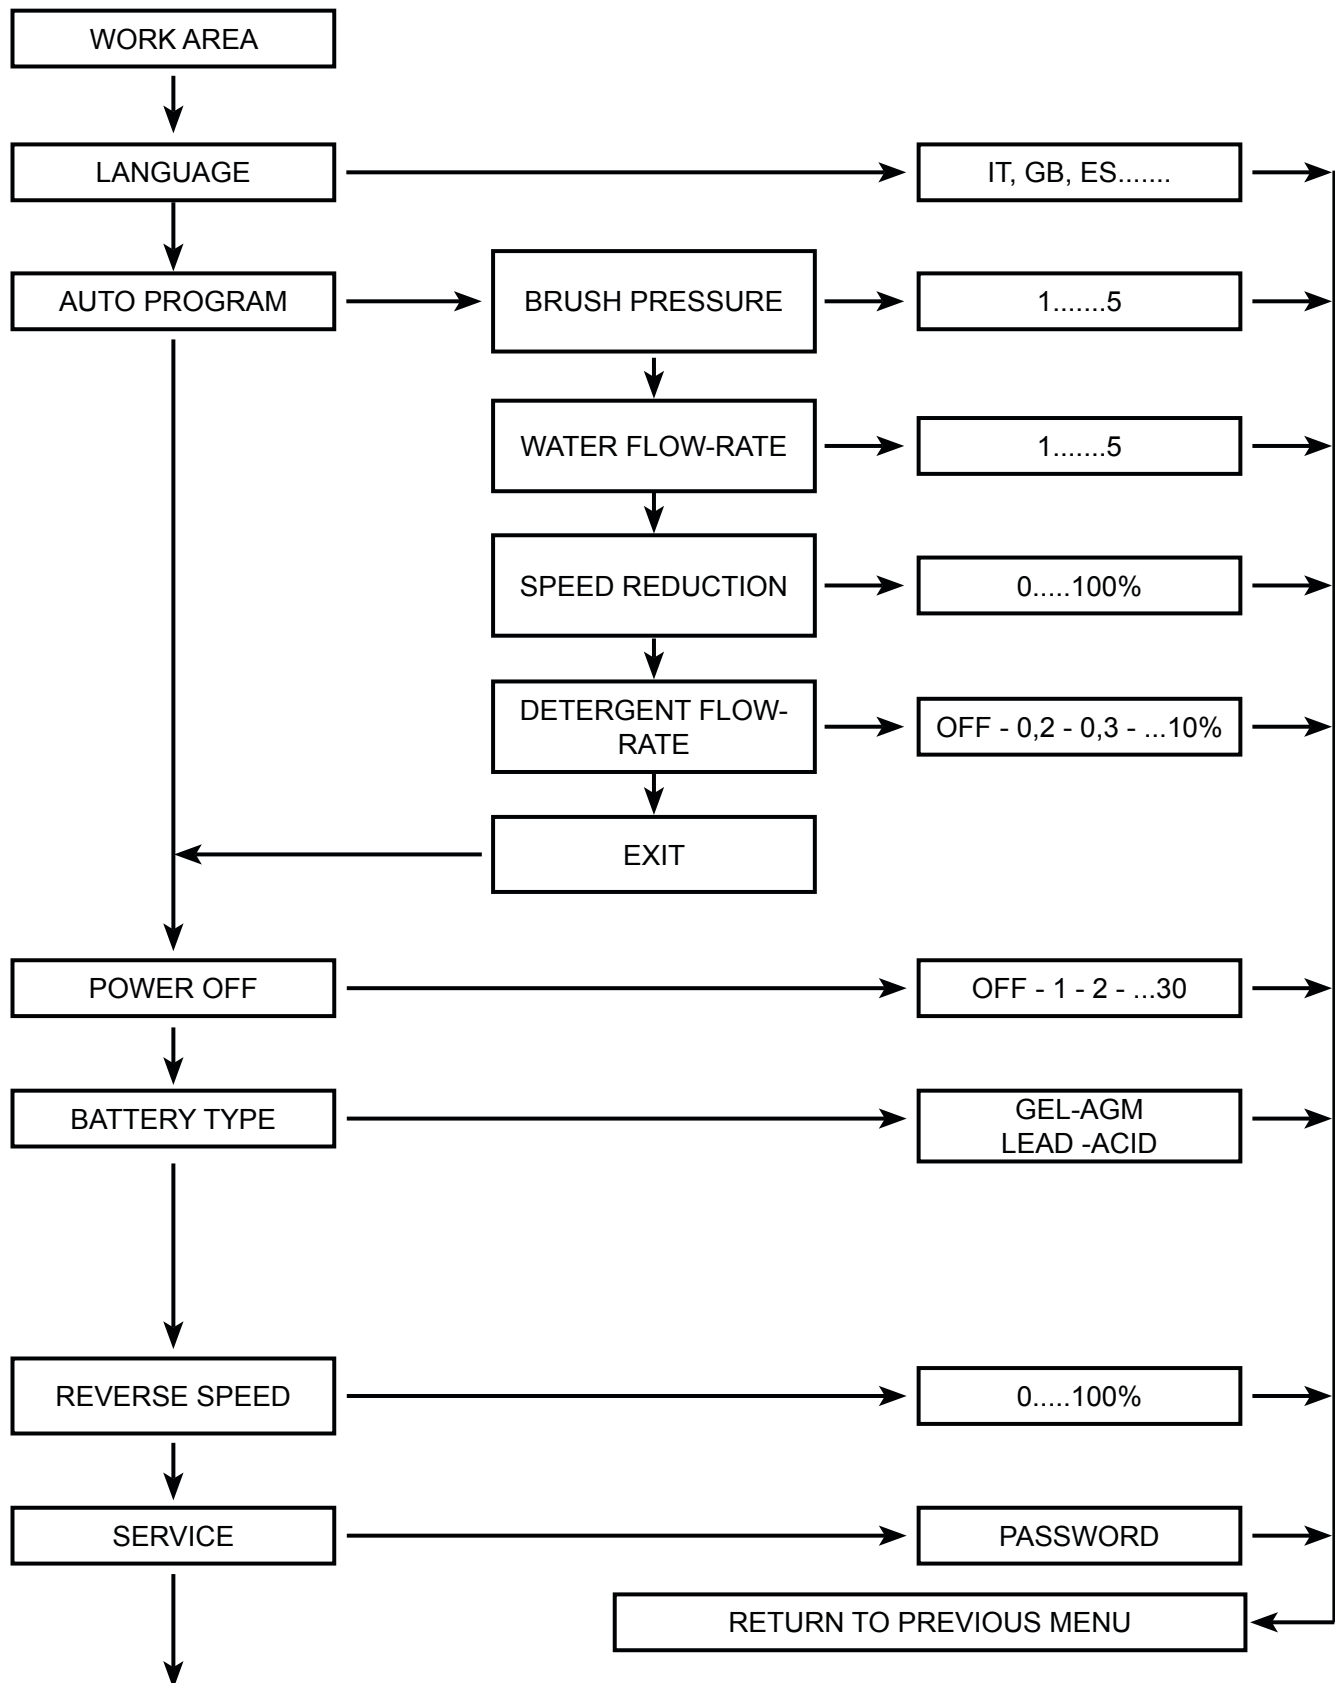 WORK AREA
LANGUAGE
IT, GB, ES.......
AUTO PROGRAM
BRUSH PRESSURE
1.......5
WATER FLOW-RATE
1.......5
SPEED REDUCTION
0.....100%
DETERGENT FLOW-
RATE
OFF - 0,2 - 0,3 - ...10%
EXIT
POWER OFF
OFF - 1 - 2 - ...30
BATTERY TYPE
GEL-AGM
LEAD -ACID
REVERSE SPEED
0.....100%
SERVICE
PASSWORD
RETURN TO PREVIOUS MENU